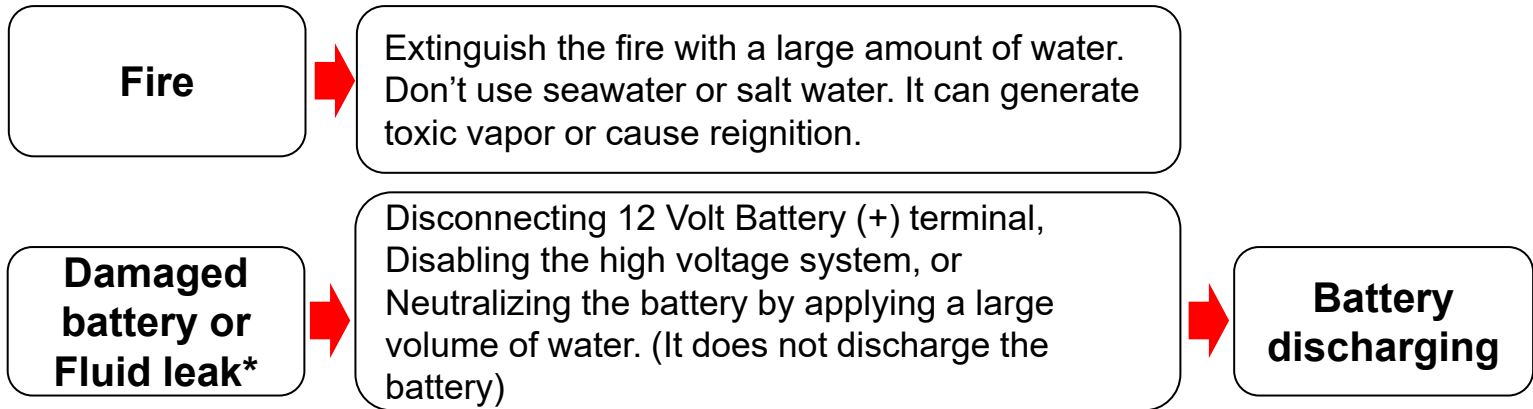 Fire
Extinguish the fire with a large amount of water.
Don’t use seawater or salt water. It can generate
toxic vapor or cause reignition.
Damaged
battery or
Fluid leak*
Disconnecting 12 Volt Battery (+) terminal,
Disabling the high voltage system, or
Neutralizing the battery by applying a large
volume of water. (It does not discharge the
battery)
Battery
discharging